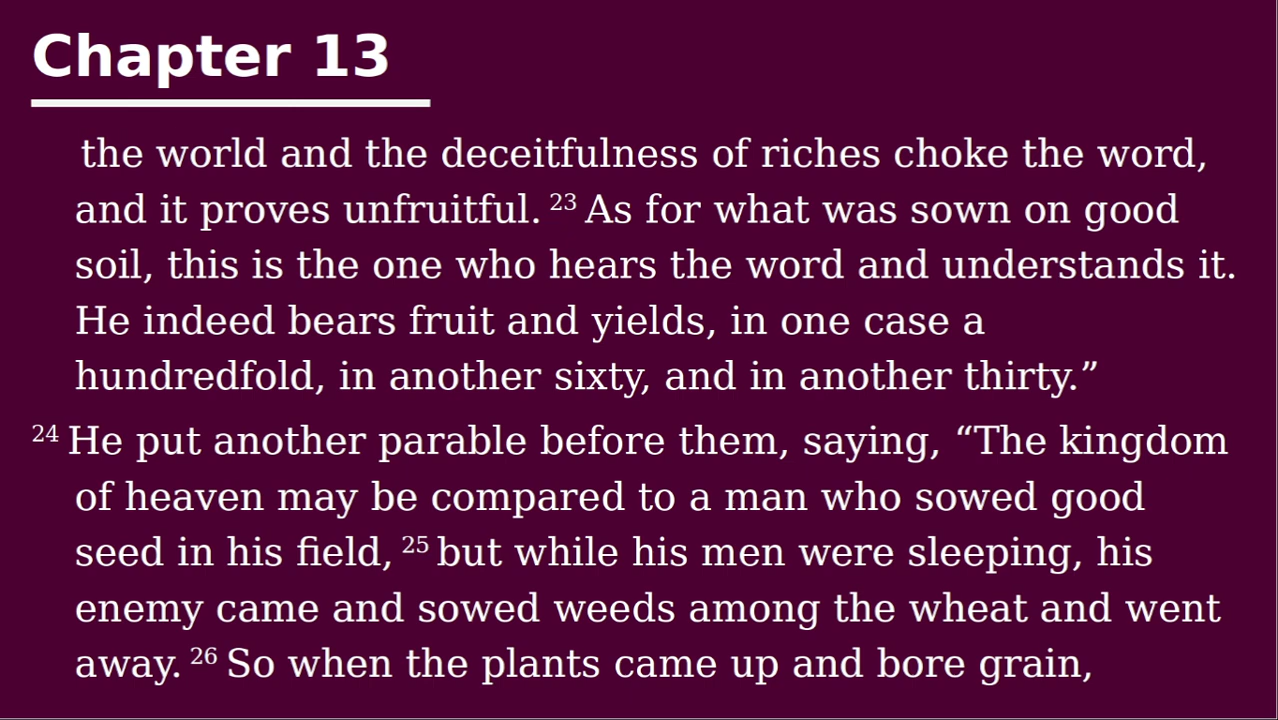 Chapter 13
the world and the deceitfulness of riches choke the word,
and it proves unfruitful. 23 As for what was sown on good
soil, this is the one who hears the word and understands it.
He indeed bears fruit and yields, in one case a
hundredfold, in another sixty, and in another thirty.”
24 He put another parable before them, saying, “The kingdom
of heaven may be compared to a man who sowed good
seed in his field, 25 but while his men were sleeping, his
enemy came and sowed weeds among the wheat and went
away. 26 So when the plants came up and bore grain,